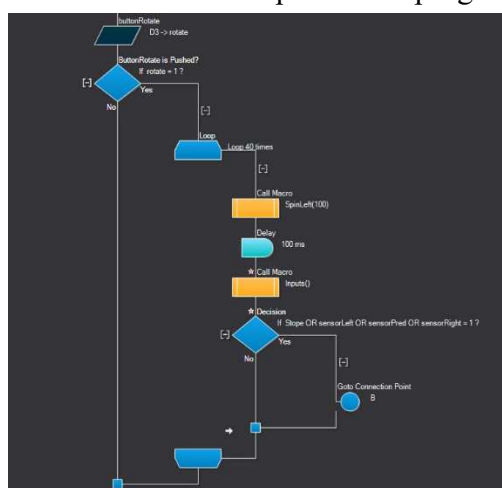 buttonRotate
D3 -> rotate
ButtonRotate is Pushed?
If rotate = 1 ?
[-]
Yes
No
[-]
Loop
Loop 40 times
[-]
Call Macro
SpinLeft(100)
Delay
100 ms
Call Macro
Inputs()
Decision
If Stope OR sensorLeft OR sensorPred OR sensorRight = 1 ?
[-]
Yes
No
[-]
Goto Connection Point
B